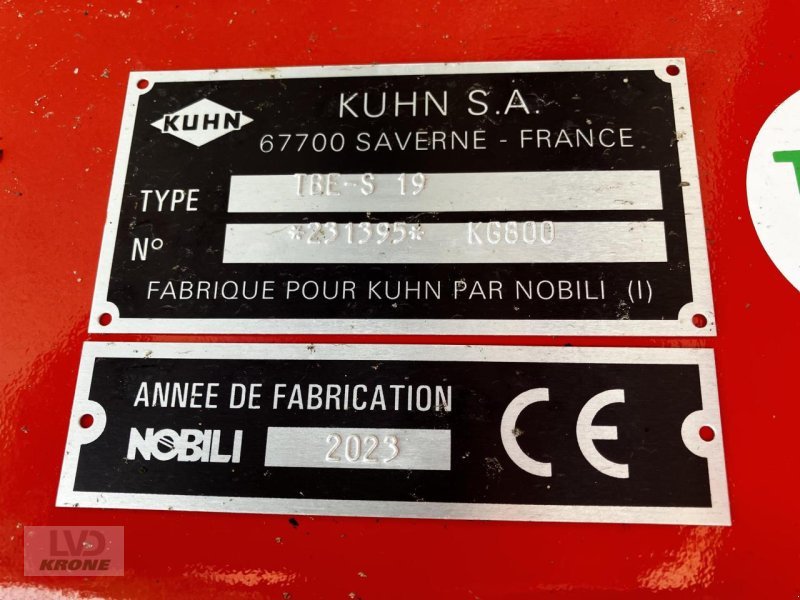 KUHN
KUHN S.A.
67700 SAVERNE - FRANCE
TYPE TBE-S 19
N° *231395* KG800
FABRIQUE POUR KUHN PAR NOBILI (I)
ANNEE DE FABRICATION
NOBILI 2023
CE
LVD
KRONE